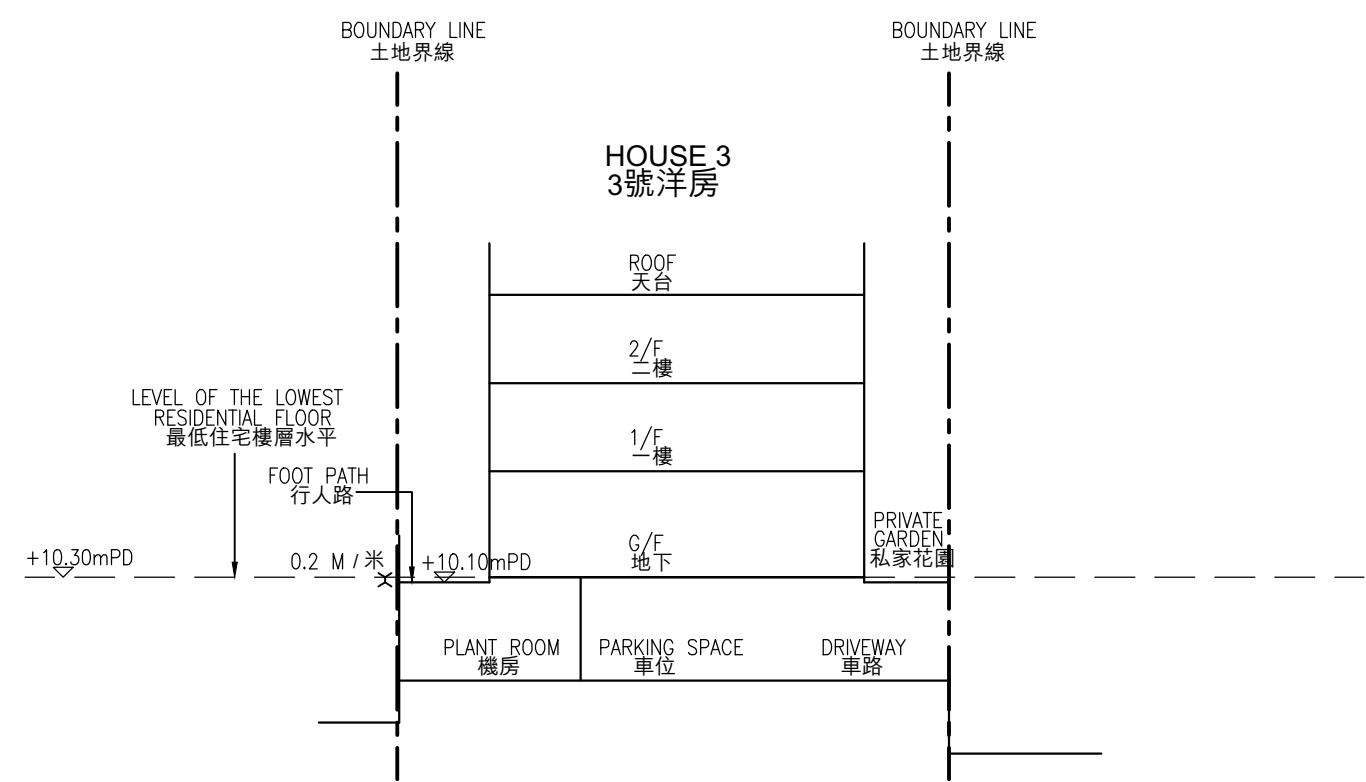 BOUNDARY LINE
土地界線
BOUNDARY LINE
土地界線
HOUSE 3
3號洋房
ROOF
天台
2/F
二樓
LEVEL OF THE LOWEST
RESIDENTIAL FLOOR
最低住宅樓層水平
1/F
一樓
FOOT PATH
行人路
PRIVATE
GARDEN
私家花園
G/F
地下
+10.30mPD
0.2 M / 米
+10.10mPD
PLANT ROOM
機房
PARKING SPACE
車位
DRIVEWAY
車路